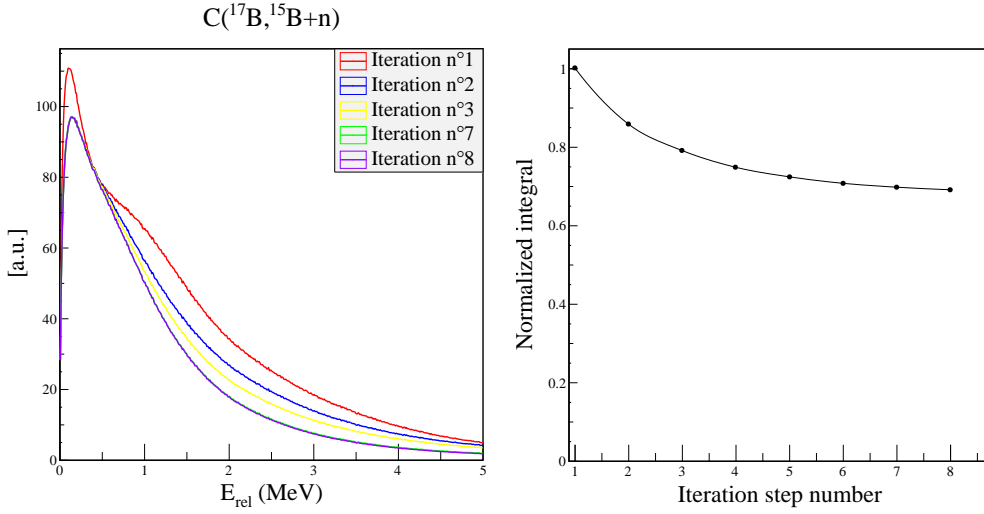 C(¹⁷B,¹⁵B+n)
Iteration n°1
Iteration n°2
Iteration n°3
Iteration n°7
Iteration n°8
[a.u.]
100
80
60
40
20
0
0 1 2 3 4 5
E_rel (MeV)
Normalized integral
1
0.8
0.6
0.4
0.2
0
1 2 3 4 5 6 7 8
Iteration step number